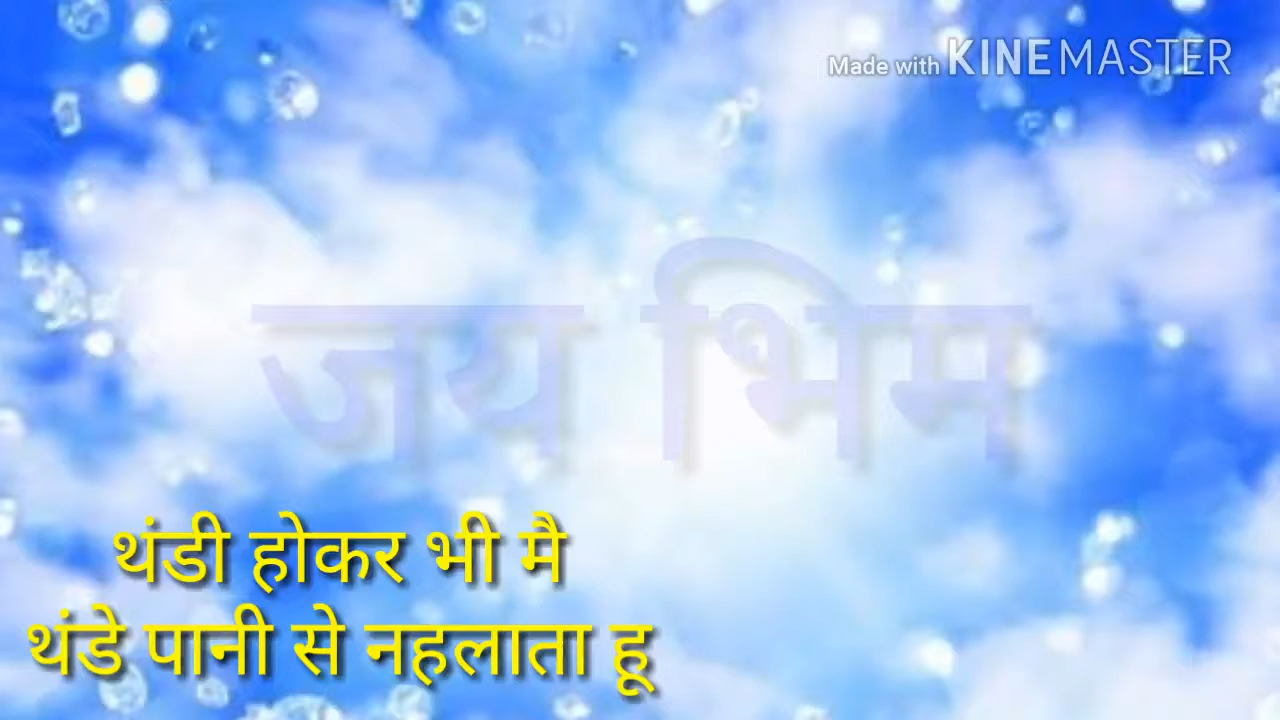 Made with KINEMASTER
जय भिम
थंडी होकर भी मै
थंडे पानी से नहलाता हू